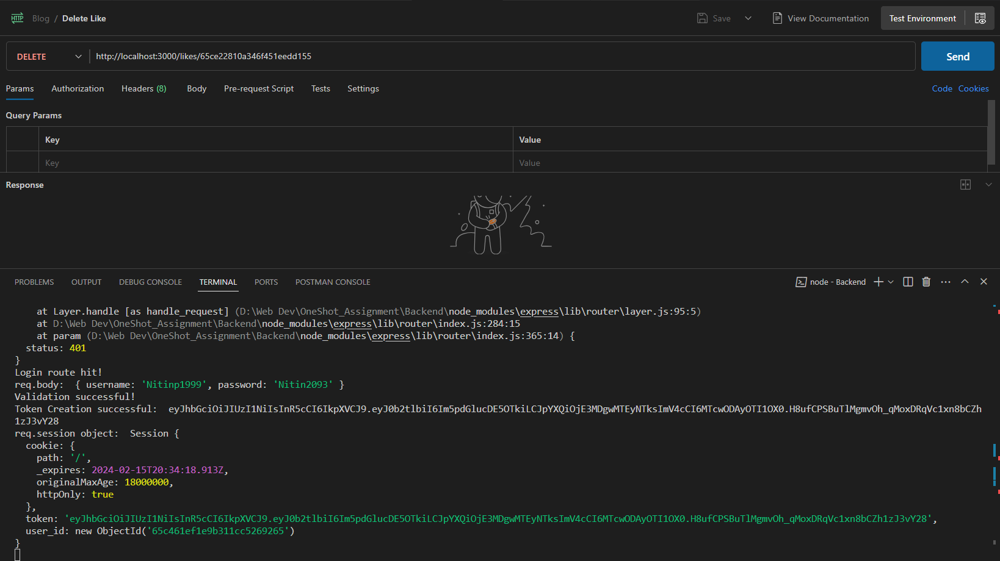 HTTP Blog / Delete Like Save View Documentation Test Environment
DELETE http://localhost:3000/likes/65ce22810a346f451eedd155 Send
Params Authorization Headers (8) Body Pre-request Script Tests Settings Code Cookies
Query Params
Key Value
Key Value
Response
PROBLEMS OUTPUT DEBUG CONSOLE TERMINAL PORTS POSTMAN CONSOLE node - Backend
at Layer.handle [as handle_request] (D:\Web Dev\OneShot_Assignment\Backend\node_modules\express\lib\router\layer.js:95:5)
at D:\Web Dev\OneShot_Assignment\Backend\node_modules\express\lib\router\index.js:284:15
at param (D:\Web Dev\OneShot_Assignment\Backend\node_modules\express\lib\router\index.js:365:14) {
status: 401
}
Login route hit!
req.body: { username: 'Nitinp1999', password: 'Nitin2093' }
Validation successful!
Token Creation successful: eyJhbGciOiJIUzI1NiIsInR5cCI6IkpXVCJ9.eyJ0b2tlbiI6Im5pdGlucDE5OTkiLCJpYXQiOjE3MDgwMTEyNTksImV4cCI6MTcwODAyOTI1OX0.H8ufCPSBuTlMgmvOh_qMoxDRqVc1xn8bCZh
1zJ3vY28
req.session object: Session {
cookie: {
path: '/',
_expires: 2024-02-15T20:34:18.913Z,
originalMaxAge: 18000000,
httpOnly: true
},
token: 'eyJhbGciOiJIUzI1NiIsInR5cCI6IkpXVCJ9.eyJ0b2tlbiI6Im5pdGlucDE5OTkiLCJpYXQiOjE3MDgwMTEyNTksImV4cCI6MTcwODAyOTI1OX0.H8ufCPSBuTlMgmvOh_qMoxDRqVc1xn8bCZh1zJ3vY28',
user_id: new ObjectId('65c461ef1e9b311cc5269265')
}